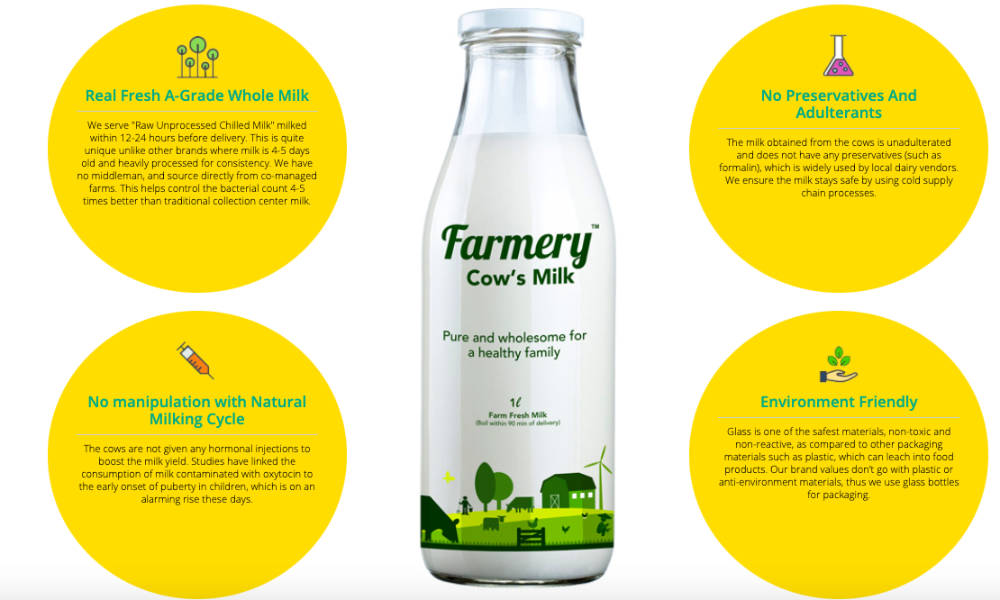 Real Fresh A-Grade Whole Milk
We serve "Raw Unprocessed Chilled Milk" milked
within 12-24 hours before delivery. This is quite
unique unlike other brands where milk is 4-5 days
old and heavily processed for consistency. We have
no middleman, and source directly from co-managed
farms. This helps control the bacterial count 4-5
times better than traditional collection center milk.
No Preservatives And
Adulterants
The milk obtained from the cows is unadulterated
and does not have any preservatives (such as
formalin), which is widely used by local dairy vendors.
We ensure the milk stays safe by using cold supply
chain processes.
Farmery™
Cow's Milk
Pure and wholesome for
a healthy family
1ℓ
Farm Fresh Milk
(Boil within 90 min of delivery)
No manipulation with Natural
Milking Cycle
The cows are not given any hormonal injections to
boost the milk yield. Studies have linked the
consumption of milk contaminated with oxytocin to
the early onset of puberty in children, which is on an
alarming rise these days.
Environment Friendly
Glass is one of the safest materials, non-toxic and
non-reactive, as compared to other packaging
materials such as plastic, which can leach into food
products. Our brand values don't go with plastic or
anti-environment materials, thus we use glass bottles
for packaging.